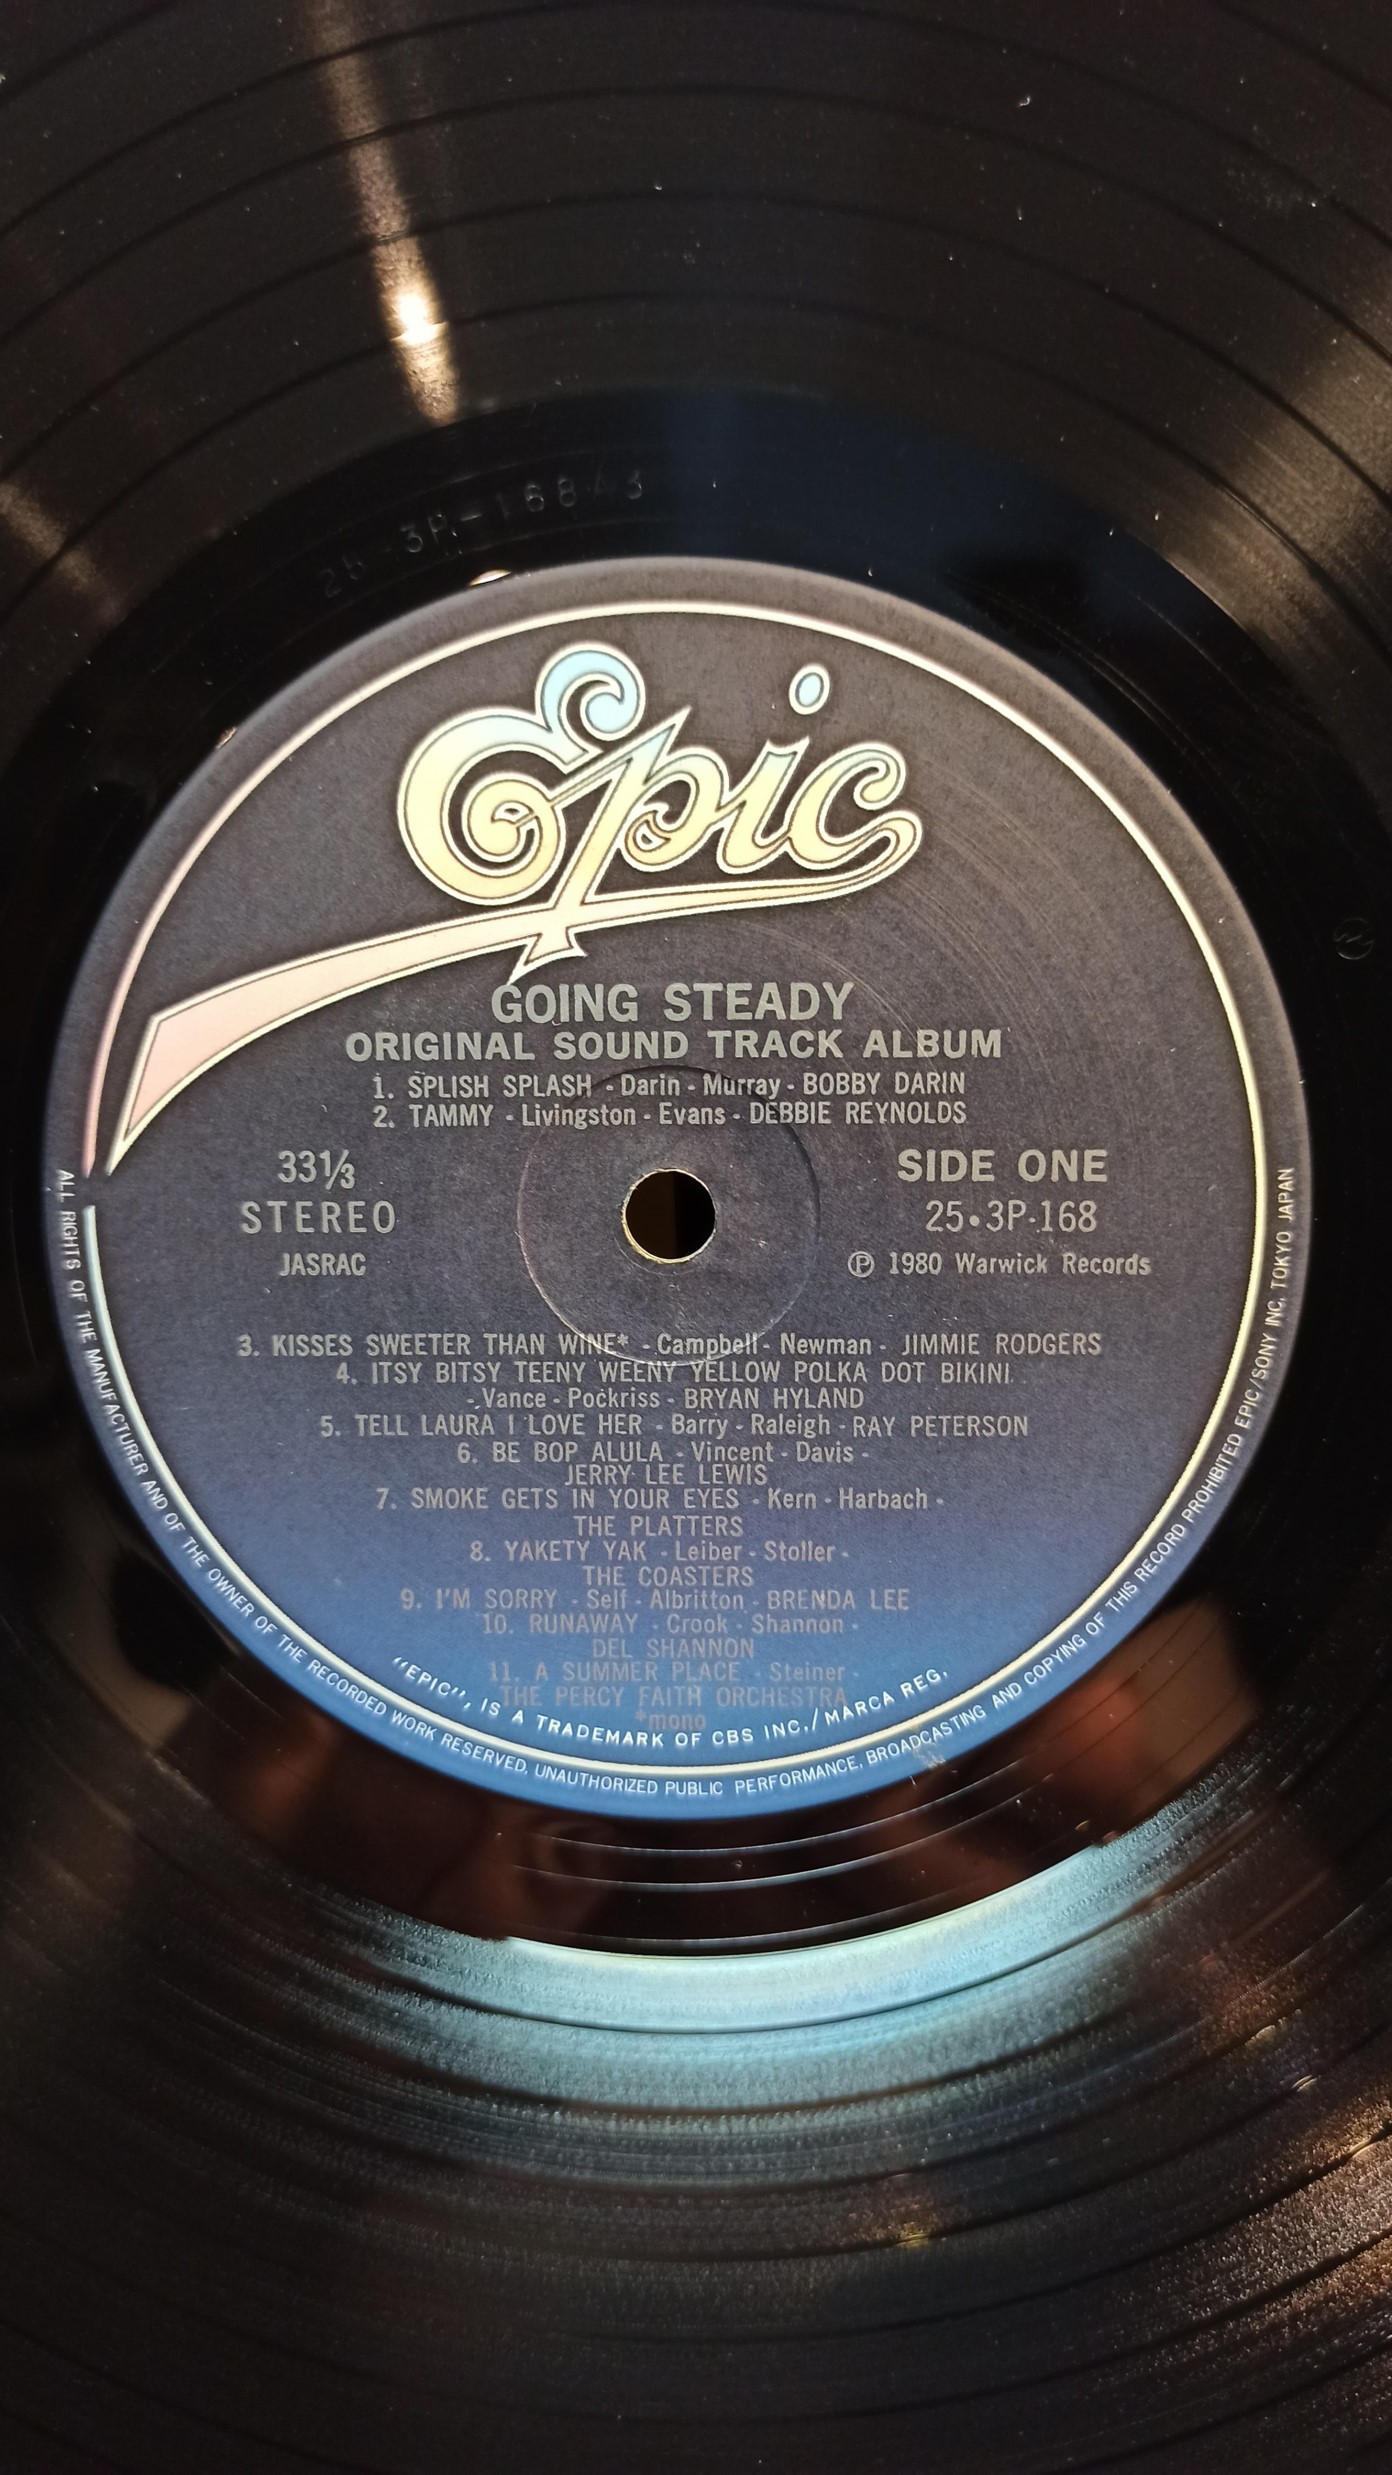 Epic
GOING STEADY
ORIGINAL SOUND TRACK ALBUM
1. SPLISH SPLASH - Darin - Murray - BOBBY DARIN
2. TAMMY - Livingston - Evans - DEBBIE REYNOLDS
33⅓
STEREO
JASRAC
SIDE ONE
25•3P-168
℗ 1980 Warwick Records
3. KISSES SWEETER THAN WINE* - Campbell - Newman - JIMMIE RODGERS
4. ITSY BITSY TEENY WEENY YELLOW POLKA DOT BIKINI
- Vance - Pockriss - BRYAN HYLAND
5. TELL LAURA I LOVE HER - Barry - Raleigh - RAY PETERSON
6. BE BOP ALULA - Vincent - Davis -
JERRY LEE LEWIS
7. SMOKE GETS IN YOUR EYES - Kern - Harbach -
THE PLATTERS
8. YAKETY YAK - Leiber - Stoller -
THE COASTERS
9. I'M SORRY - Self - Albritton - BRENDA LEE
10. RUNAWAY - Crook - Shannon -
DEL SHANNON
11. A SUMMER PLACE - Steiner
THE PERCY FAITH ORCHESTRA
*mono
"EPIC", IS A TRADEMARK OF CBS INC./MARCA REG.
ALL RIGHTS OF THE MANUFACTURER AND OF THE OWNER OF THE RECORDED WORK RESERVED. UNAUTHORIZED PUBLIC PERFORMANCE, BROADCASTING AND COPYING OF THIS RECORD PROHIBITED EPIC/SONY INC. TOKYO JAPAN